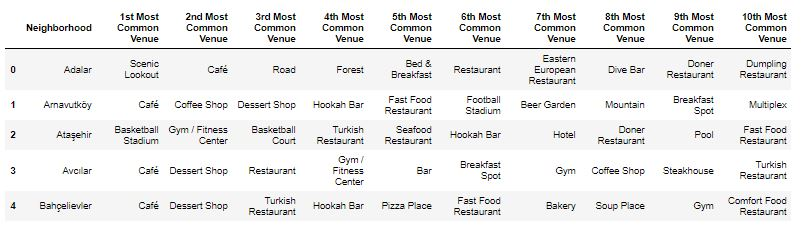 Neighborhood 1st Most Common Venue 2nd Most Common Venue 3rd Most Common Venue 4th Most Common Venue 5th Most Common Venue 6th Most Common Venue 7th Most Common Venue 8th Most Common Venue 9th Most Common Venue 10th Most Common Venue
0 Adalar Scenic Lookout Café Road Forest Bed & Breakfast Restaurant Eastern European Restaurant Dive Bar Doner Restaurant Dumpling Restaurant
1 Arnavutköy Café Coffee Shop Dessert Shop Hookah Bar Fast Food Restaurant Football Stadium Beer Garden Mountain Breakfast Spot Multiplex
2 Ataşehir Basketball Stadium Gym / Fitness Center Basketball Court Turkish Restaurant Seafood Restaurant Hookah Bar Hotel Doner Restaurant Pool Fast Food Restaurant
3 Avcılar Café Dessert Shop Restaurant Gym / Fitness Center Bar Breakfast Spot Gym Coffee Shop Steakhouse Turkish Restaurant
4 Bahçelievler Café Dessert Shop Turkish Restaurant Hookah Bar Pizza Place Fast Food Restaurant Bakery Soup Place Gym Comfort Food Restaurant